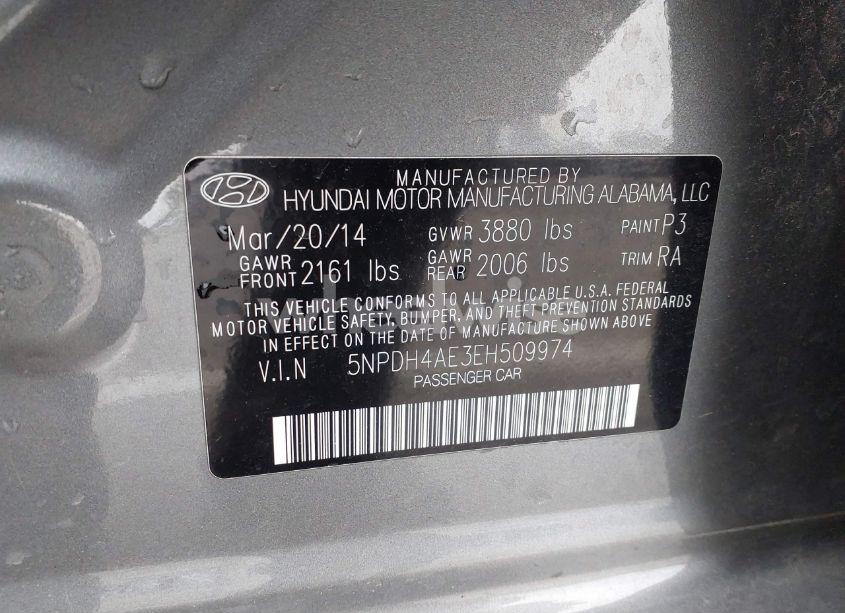 MANUFACTURED BY
HYUNDAI MOTOR MANUFACTURING ALABAMA, LLC
Mar/20/14 GVWR 3880 lbs PAINT P3
GAWR FRONT 2161 lbs GAWR REAR 2006 lbs TRIM RA
THIS VEHICLE CONFORMS TO ALL APPLICABLE U.S.A. FEDERAL
MOTOR VEHICLE SAFETY, BUMPER, AND THEFT PREVENTION STANDARDS
IN EFFECT ON THE DATE OF MANUFACTURE SHOWN ABOVE
V.I.N 5NPDH4AE3EH509974
PASSENGER CAR